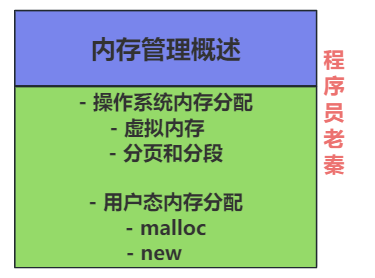 内存管理概述
- 操作系统内存分配
- 虚拟内存
- 分页和分段
- 用户态内存分配
- malloc
- new
程序员老秦